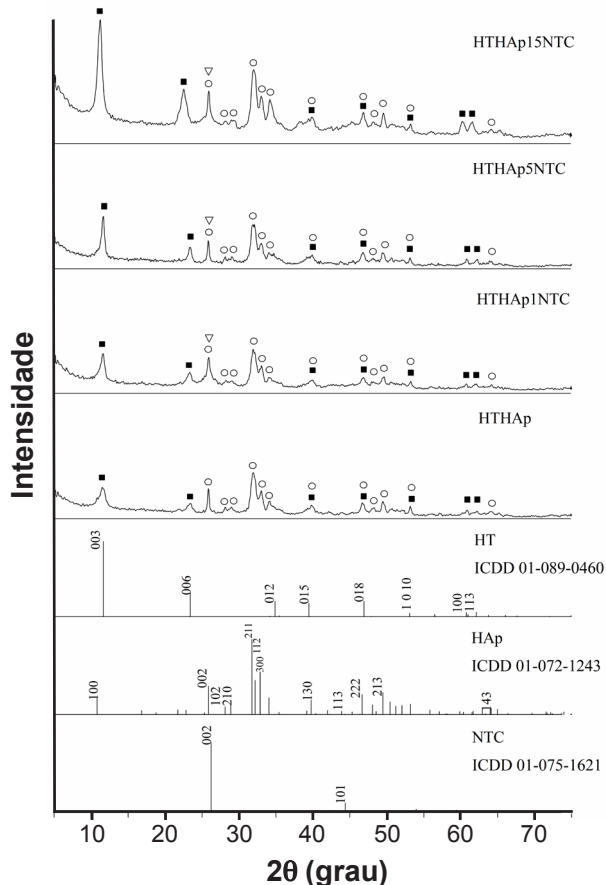 HTHAp15NTC
HTHAp5NTC
HTHAp1NTC
HTHAp
HT
ICDD 01-089-0460
003
006
012
015
018
1 0 10
100
113
HAp
ICDD 01-072-1243
100
002
102
210
211
112
300
130
113
222
213
43
NTC
ICDD 01-075-1621
002
101
Intensidade
10 20 30 40 50 60 70
2θ (grau)